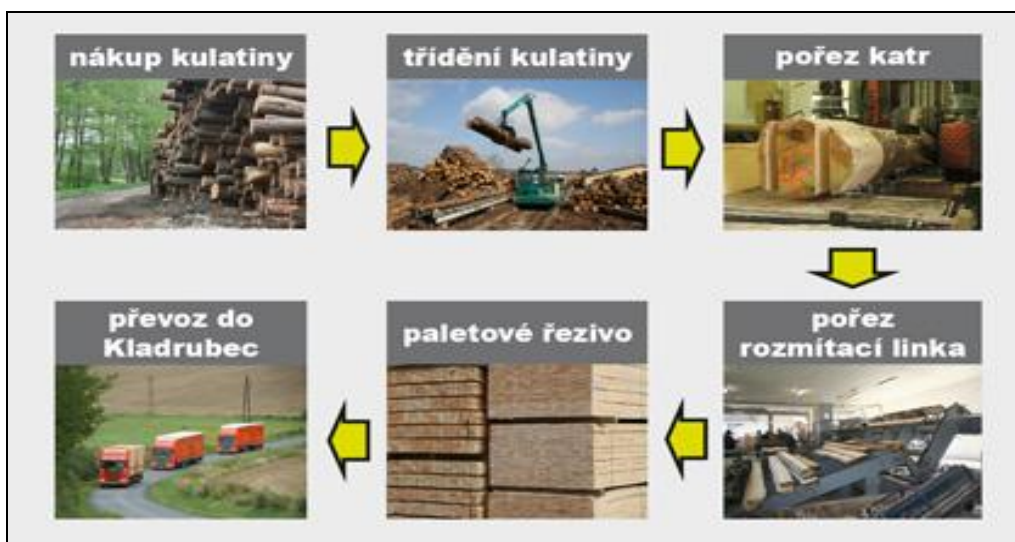 nákup kulatiny
třídění kulatiny
pořez katr
pořez
rozmítací linka
paletové řezivo
převoz do
Kladrubec